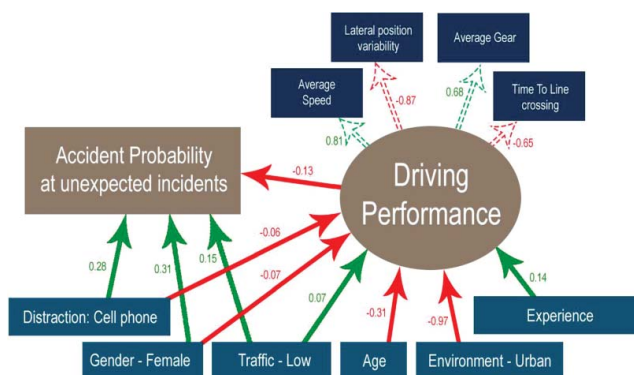 Lateral position
variability
Average Gear
Average
Speed
Time To Line
crossing
-0.87
0.68
0.81
-0.65
Accident Probability
at unexpected incidents
-0.13
Driving
Performance
-0.06
-0.07
0.28
0.31
0.15
0.07
-0.31
-0.97
0.14
Distraction: Cell phone
Experience
Gender - Female
Traffic - Low
Age
Environment - Urban